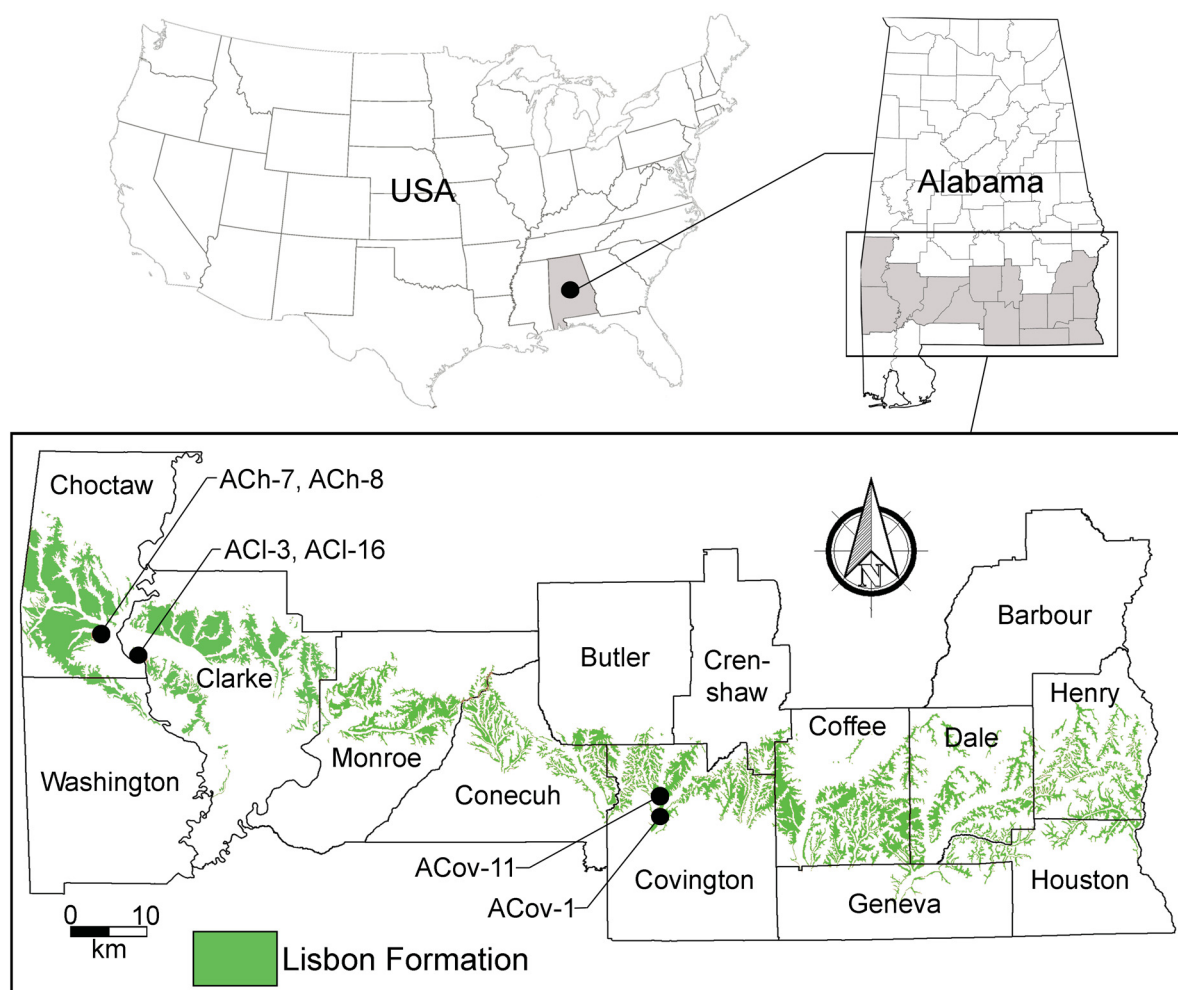 USA
Alabama
Choctaw
ACh-7, ACh-8
ACl-3, ACl-16
N
Barbour
Butler
Cren-
shaw
Clarke
Henry
Coffee
Dale
Monroe
Washington
Conecuh
ACov-11
Covington
Houston
ACov-1
Geneva
0 10
km
Lisbon Formation